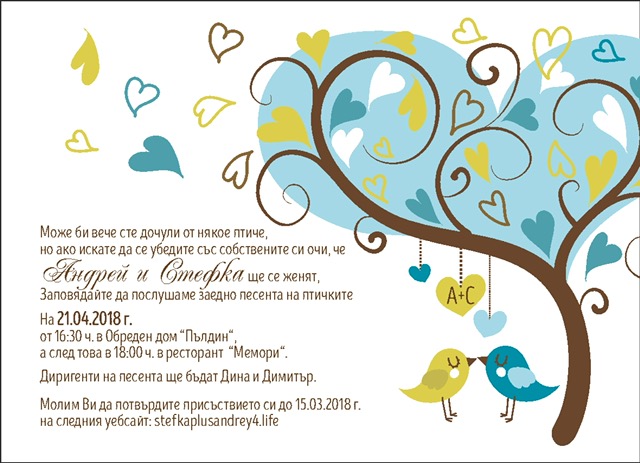 Може би вече сте дочули от някое птиче,
но ако искате да се убедите със собствените си очи, че
Андрей и Стефка ще се женят,
Заповядайте да послушаме заедно песента на птичките
На 21.04.2018 г.
от 16:30 ч. в Обреден дом “Пълдин“,
а след това в 18:00 ч. в ресторант “Мемори“.
Диригенти на песента ще бъдат Дина и Димитър.
Молим Ви да потвърдите присъствието си до 15.03.2018 г.
на следния уебсайт: stefkaplusandrey4.life
А+С